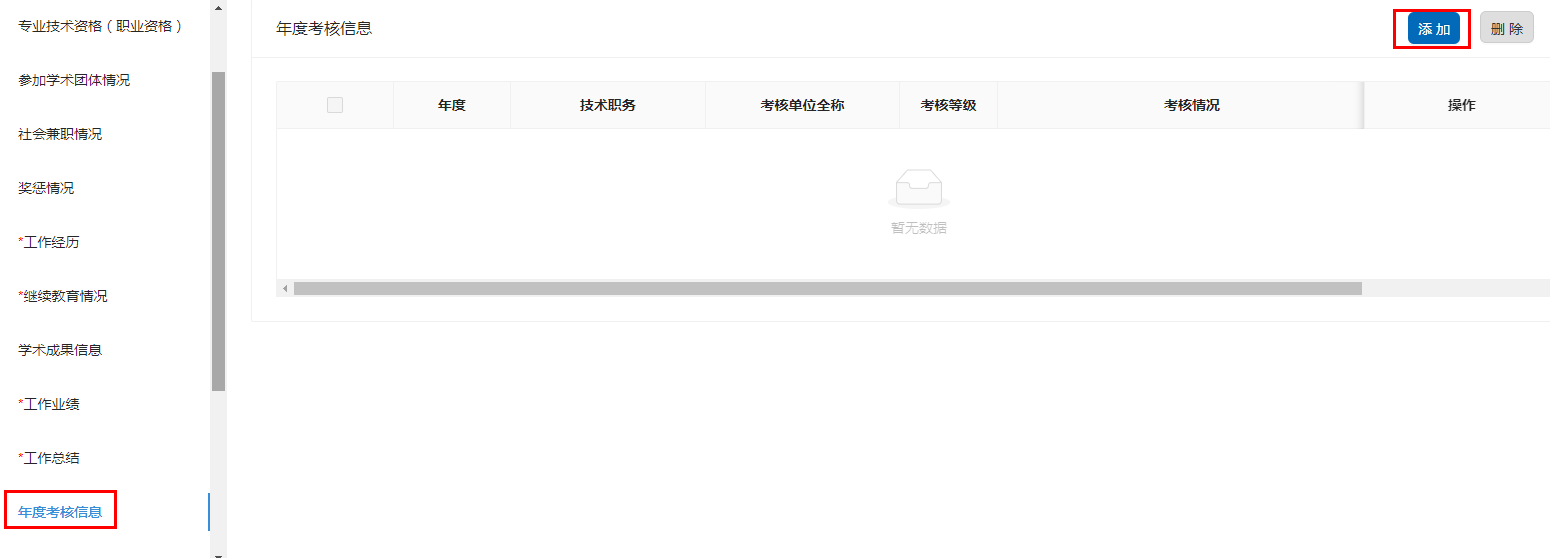 专业技术资格（职业资格）
参加学术团体情况
社会兼职情况
奖惩情况
*工作经历
*继续教育情况
学术成果信息
*工作业绩
*工作总结
年度考核信息
年度考核信息
添 加
删 除
年度
技术职务
考核单位全称
考核等级
考核情况
操作
暂无数据